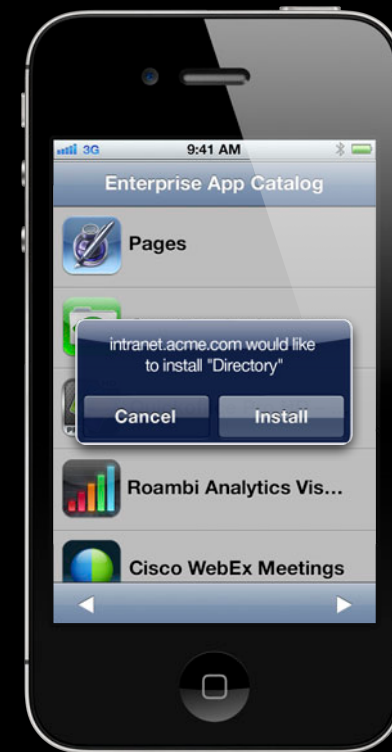 3G 9:41 AM
Enterprise App Catalog
Pages
intranet.acme.com would like
to install "Directory"
Cancel Install
Roambi Analytics Vis...
Cisco WebEx Meetings